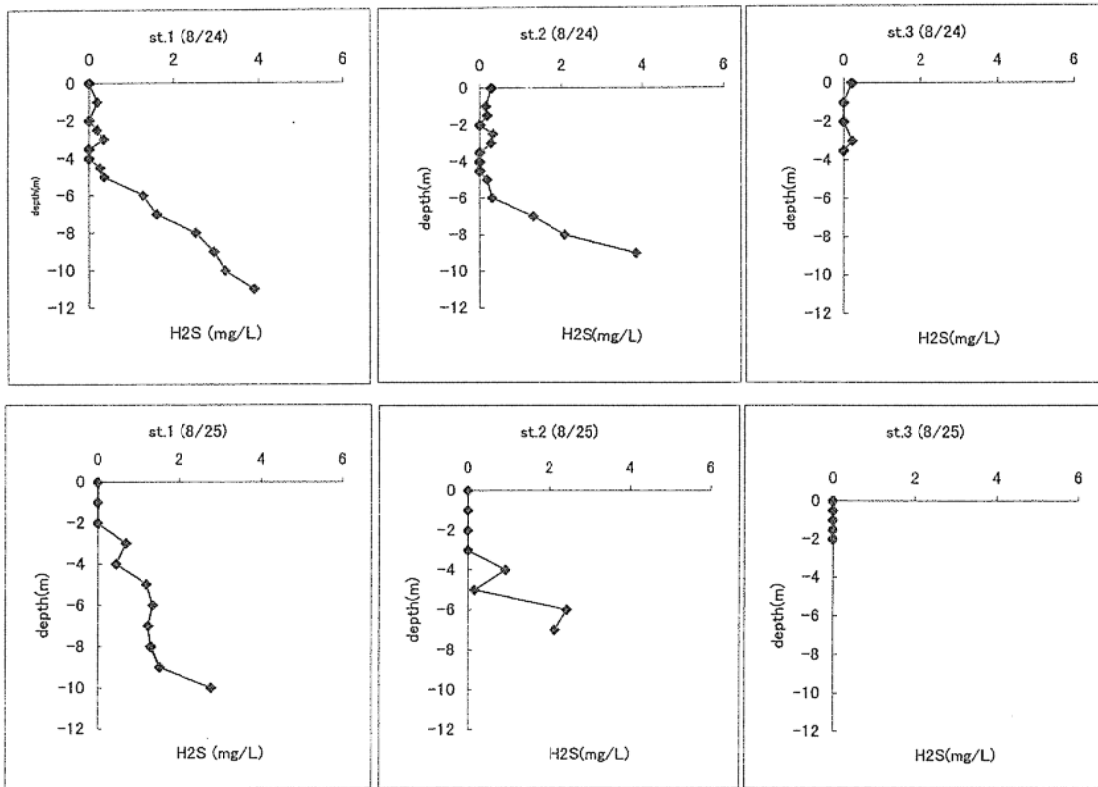 st.1 (8/24)
0 2 4 6
0
-2
-4
-6
-8
-10
-12
depth(m)
H2S (mg/L)
st.2 (8/24)
0 2 4 6
0
-2
-4
-6
-8
-10
-12
depth(m)
H2S(mg/L)
st.3 (8/24)
0 2 4 6
0
-2
-4
-6
-8
-10
-12
depth(m)
H2S(mg/L)
st.1 (8/25)
0 2 4 6
0
-2
-4
-6
-8
-10
-12
depth(m)
H2S (mg/L)
st.2 (8/25)
0 2 4 6
0
-2
-4
-6
-8
-10
-12
depth(m)
H2S(mg/L)
st.3 (8/25)
0 2 4 6
0
-2
-4
-6
-8
-10
-12
depth(m)
H2S(mg/L)